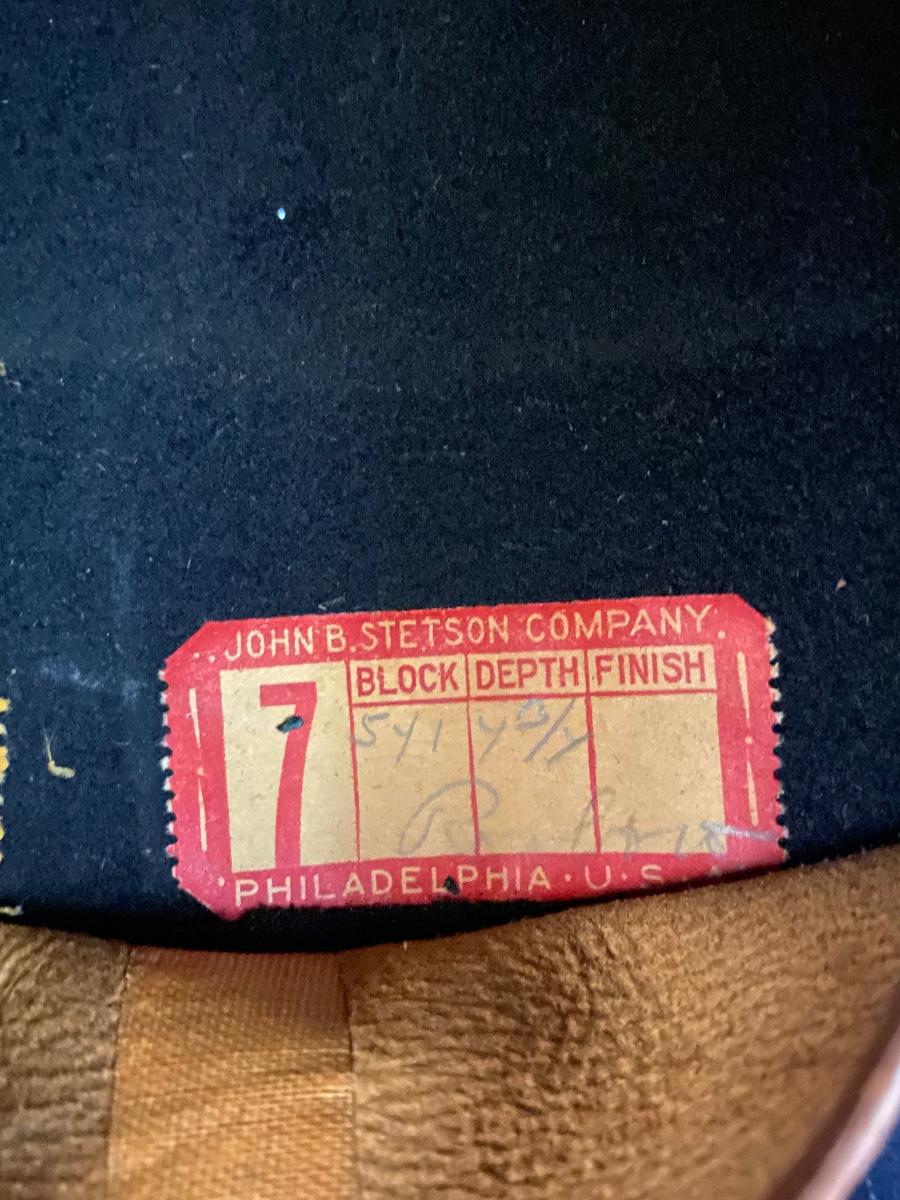 JOHN B. STETSON COMPANY.
7 BLOCK DEPTH FINISH
PHILADELPHIA · U. S. A